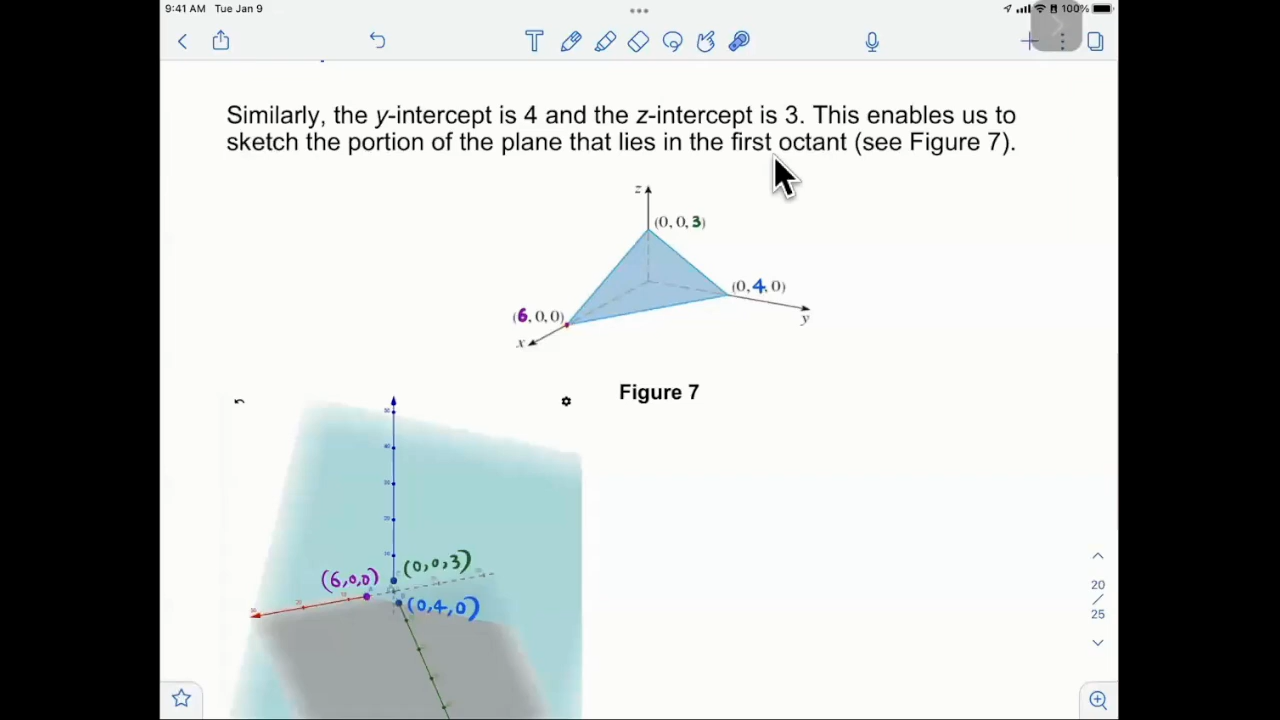 9:41 AM Tue Jan 9
100%
Similarly, the y-intercept is 4 and the z-intercept is 3. This enables us to
sketch the portion of the plane that lies in the first octant (see Figure 7).
z
(0, 0, 3)
(0, 4, 0)
(6, 0, 0)
x
y
Figure 7
(0,0,3)
(6,0,0)
(0,4,0)
20
25